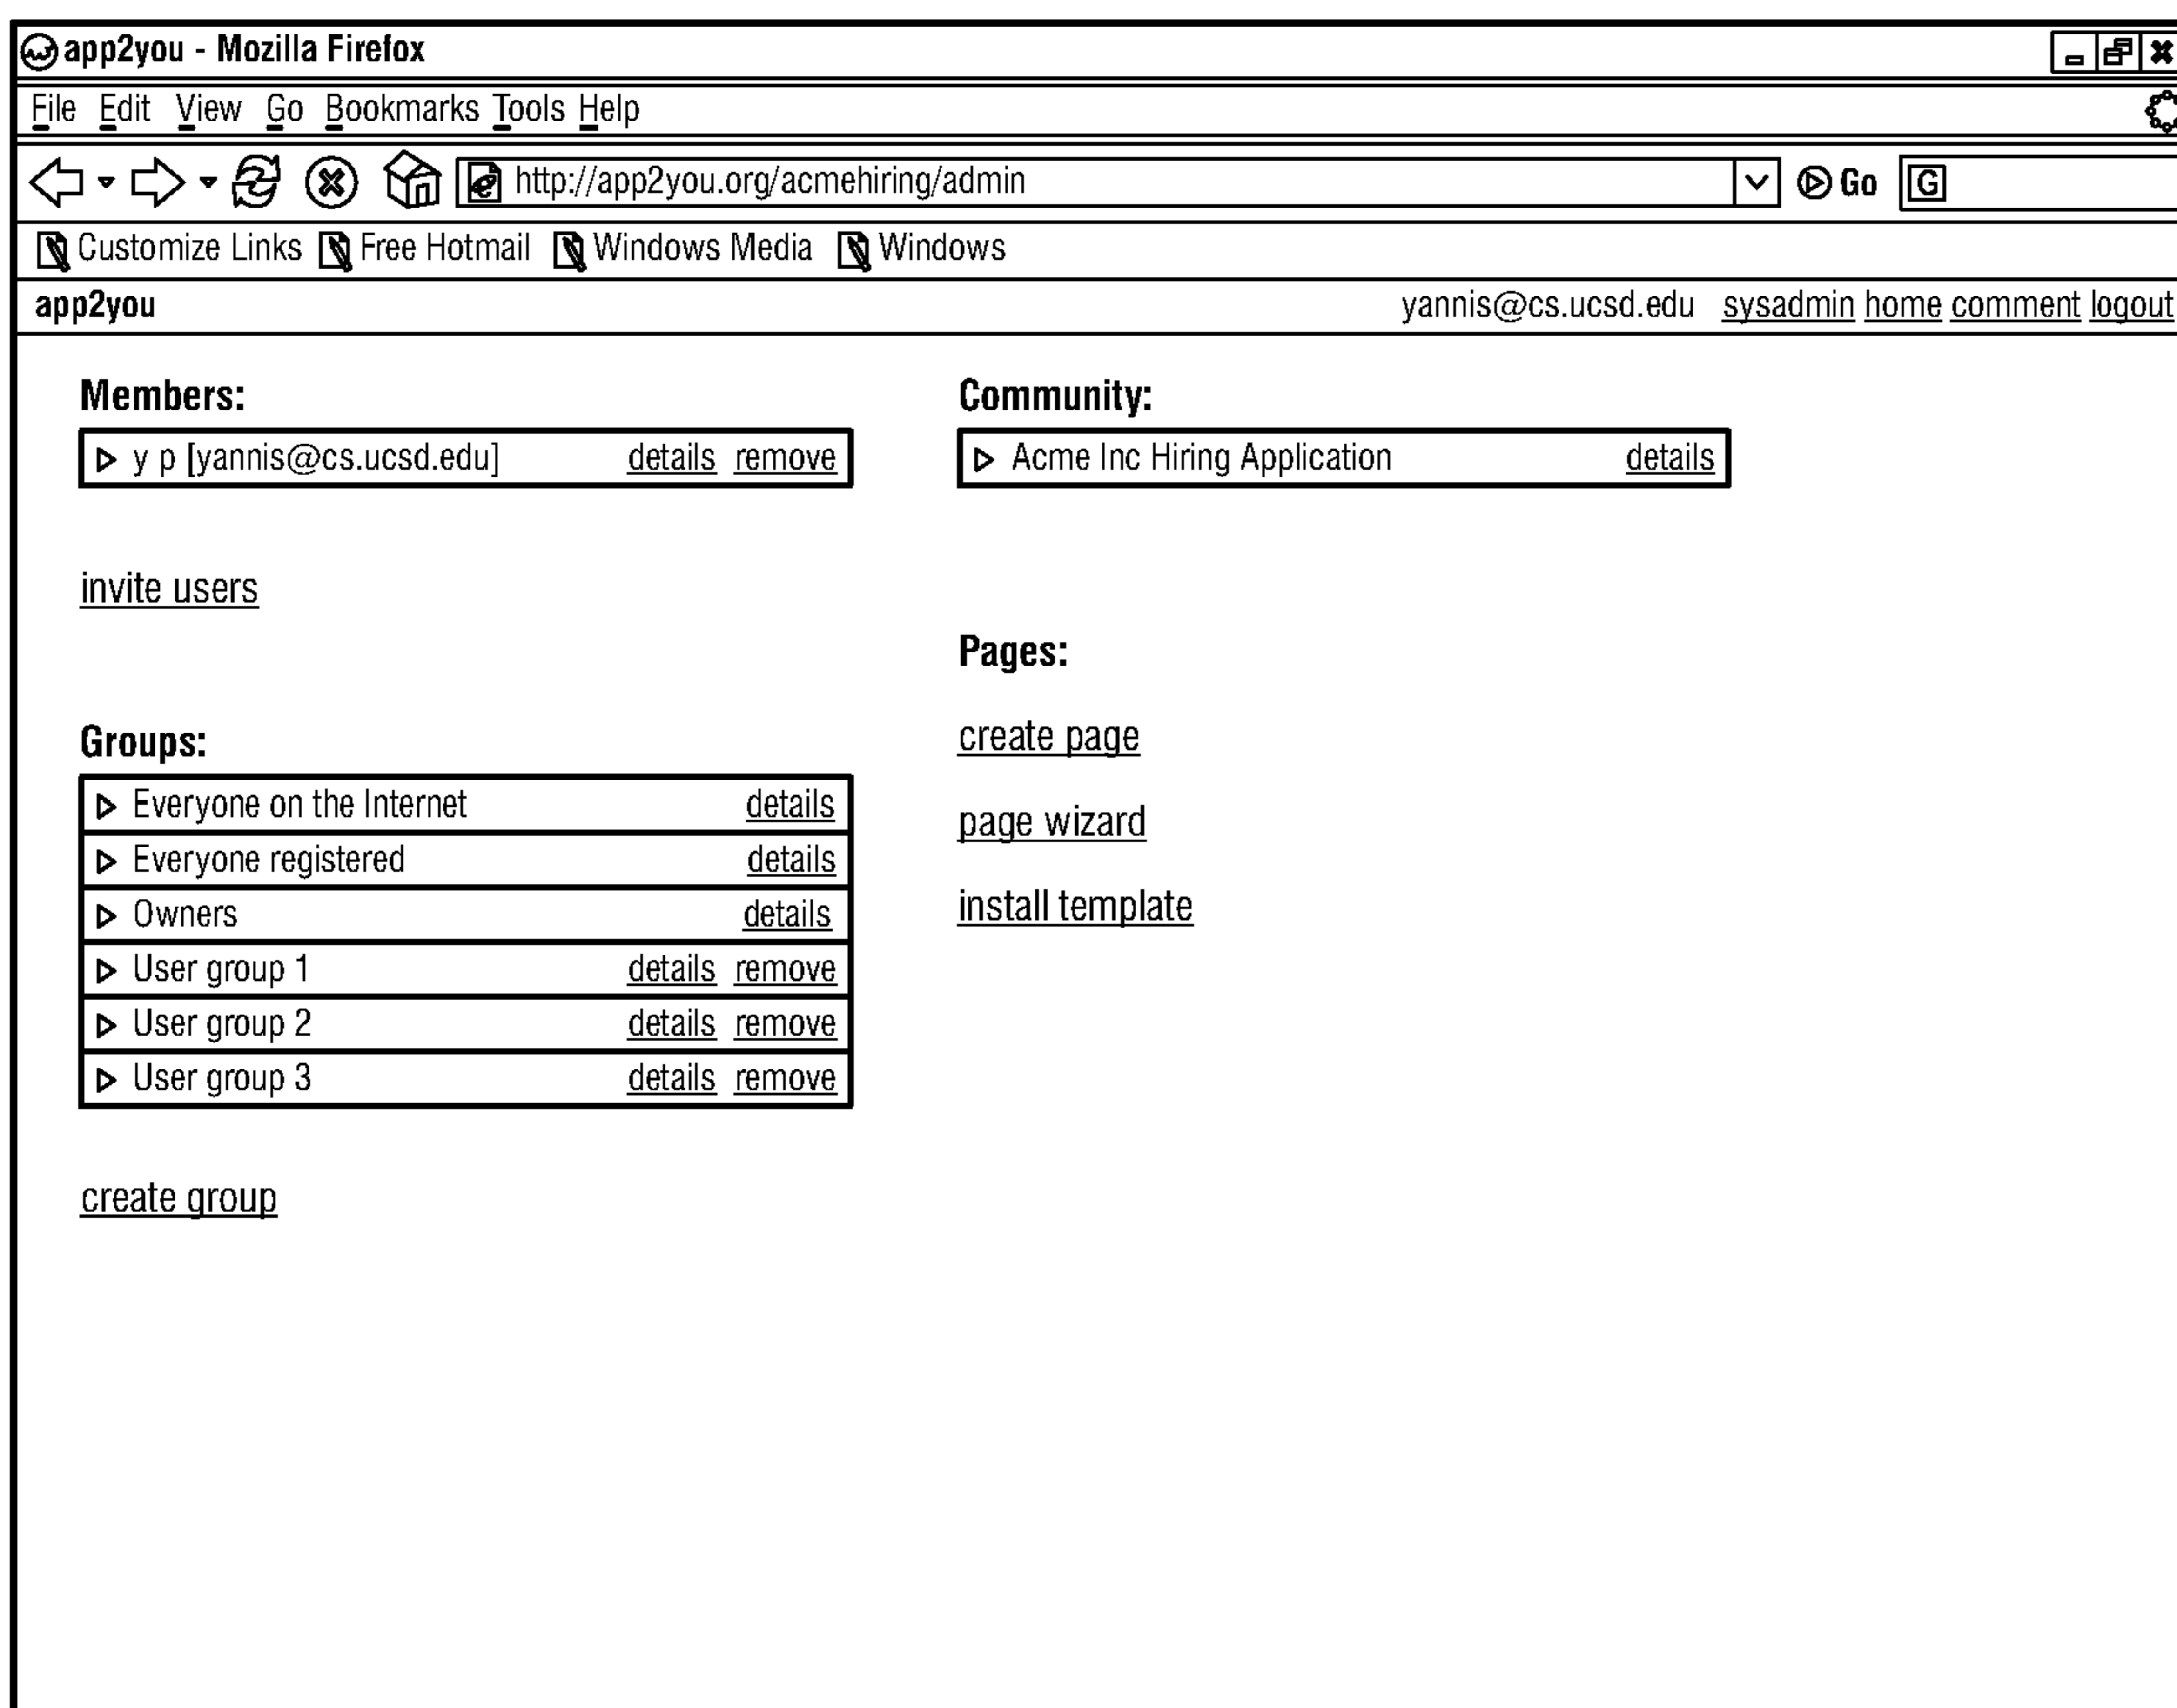 app2you - Mozilla Firefox
File Edit View Go Bookmarks Tools Help
http://app2you.org/acmehiring/admin Go G
Customize Links Free Hotmail Windows Media Windows
app2you yannis@cs.ucsd.edu sysadmin home comment logout
Members:
y p [yannis@cs.ucsd.edu] details remove
invite users
Groups:
Everyone on the Internet details
Everyone registered details
Owners details
User group 1 details remove
User group 2 details remove
User group 3 details remove
create group
Community:
Acme Inc Hiring Application details
Pages:
create page
page wizard
install template